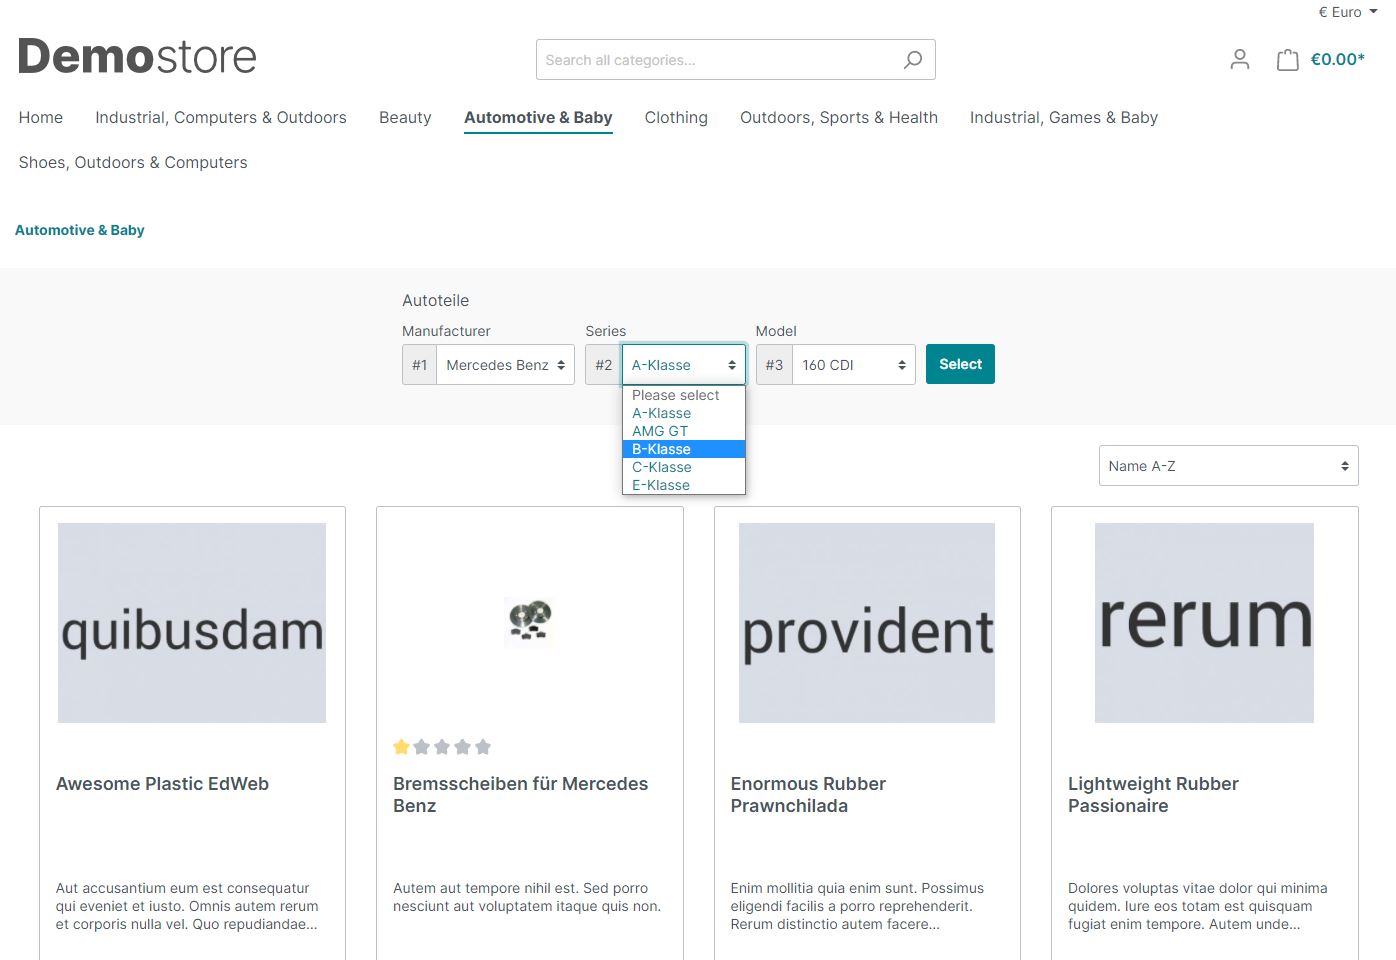 € Euro
Demostore
Search all categories...
€0.00*
Home Industrial, Computers & Outdoors Beauty Automotive & Baby Clothing Outdoors, Sports & Health Industrial, Games & Baby
Shoes, Outdoors & Computers
Automotive & Baby
Autoteile
Manufacturer Series Model
#1 Mercedes Benz #2 A-Klasse #3 160 CDI Select
Please select
A-Klasse
AMG GT
B-Klasse
C-Klasse
E-Klasse
Name A-Z
quibusdam
provident
rerum
Awesome Plastic EdWeb
Bremsscheiben für Mercedes
Benz
Enormous Rubber
Prawnchilada
Lightweight Rubber
Passionaire
Aut accusantium eum est consequatur
qui eveniet et iusto. Omnis autem rerum
et corporis nulla vel. Quo repudiandae...
Autem aut tempore nihil est. Sed porro
nesciunt aut voluptatem itaque quis non.
Enim mollitia quia enim sunt. Possimus
eligendi facilis a porro reprehenderit.
Rerum distinctio autem facere...
Dolores voluptas vitae dolor qui minima
quidem. Iure eos totam est quisquam
fugiat enim tempore. Autem unde...